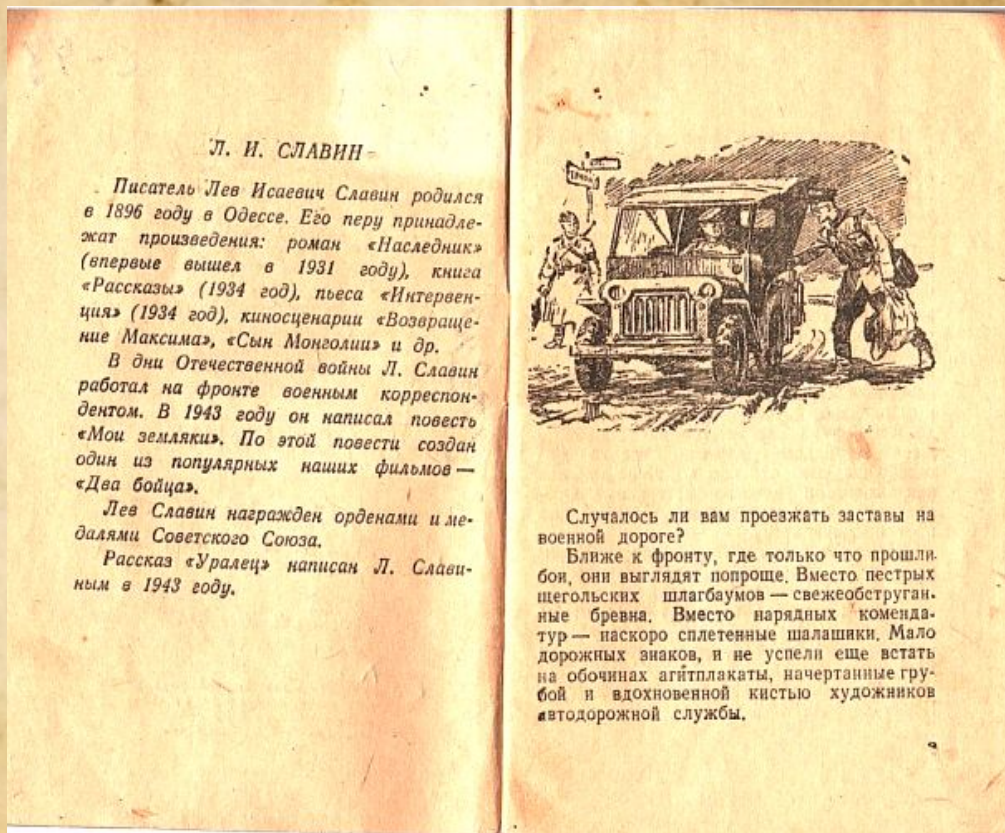 Л. И. СЛАВИН
Писатель Лев Исаевич Славин родился
в 1896 году в Одессе. Его перу принадле-
жат произведения: роман «Наследник»
(впервые вышел в 1931 году), книга
«Рассказы» (1934 год), пьеса «Интервен-
ция» (1934 год), киносценарии «Возвраще-
ние Максима», «Сын Монголии» и др.
В дни Отечественной войны Л. Славин
работал на фронте военным корреспон-
дентом. В 1943 году он написал повесть
«Мои земляки». По этой повести создан
один из популярных наших фильмов —
«Два бойца».
Лев Славин награжден орденами и ме-
далями Советского Союза.
Рассказ «Уралец» написан Л. Слави-
ным в 1943 году.
Случалось ли вам проезжать заставы на
военной дороге?
Ближе к фронту, где только что прошли
бои, они выглядят попроще. Вместо пестрых
щегольских шлагбаумов — свежеобструган-
ные бревна. Вместо нарядных коменда-
тур — наскоро сплетенные шалашики. Мало
дорожных знаков, и не успели еще встать
на обочинах агитплакаты, начертанные гру-
бой и вдохновенной кистью художников
автодорожной службы.